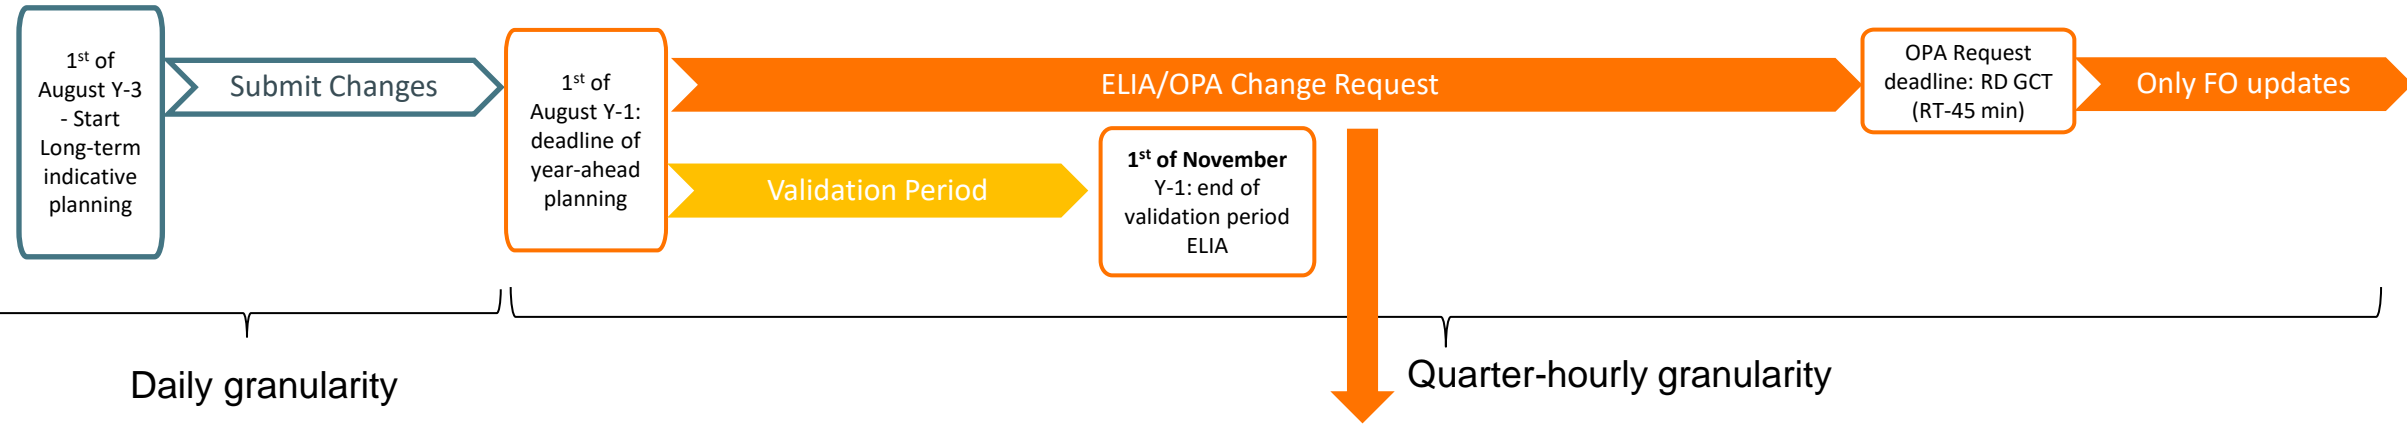 1st of
August Y-3
- Start
Long-term
indicative
planning
Submit Changes
1st of
August Y-1:
deadline of
year-ahead
planning
ELIA/OPA Change Request
Validation Period
1st of November
Y-1: end of
validation period
ELIA
OPA Request
deadline: RD GCT
(RT-45 min)
Only FO updates
Daily granularity
Quarter-hourly granularity